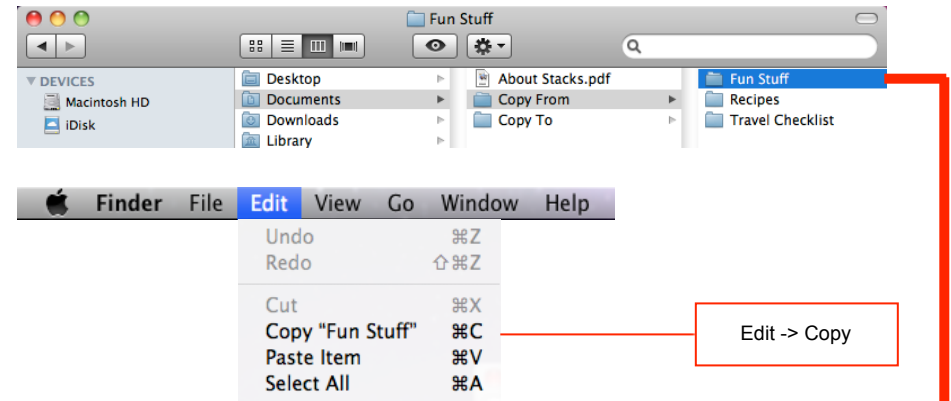 Fun Stuff
DEVICES Desktop About Stacks.pdf Fun Stuff
Macintosh HD Documents Copy From Recipes
iDisk Downloads Copy To Travel Checklist
Library
Finder File Edit View Go Window Help
Undo ⌘Z
Redo ⇧⌘Z
Cut ⌘X
Copy "Fun Stuff" ⌘C
Edit -> Copy
Paste Item ⌘V
Select All ⌘A